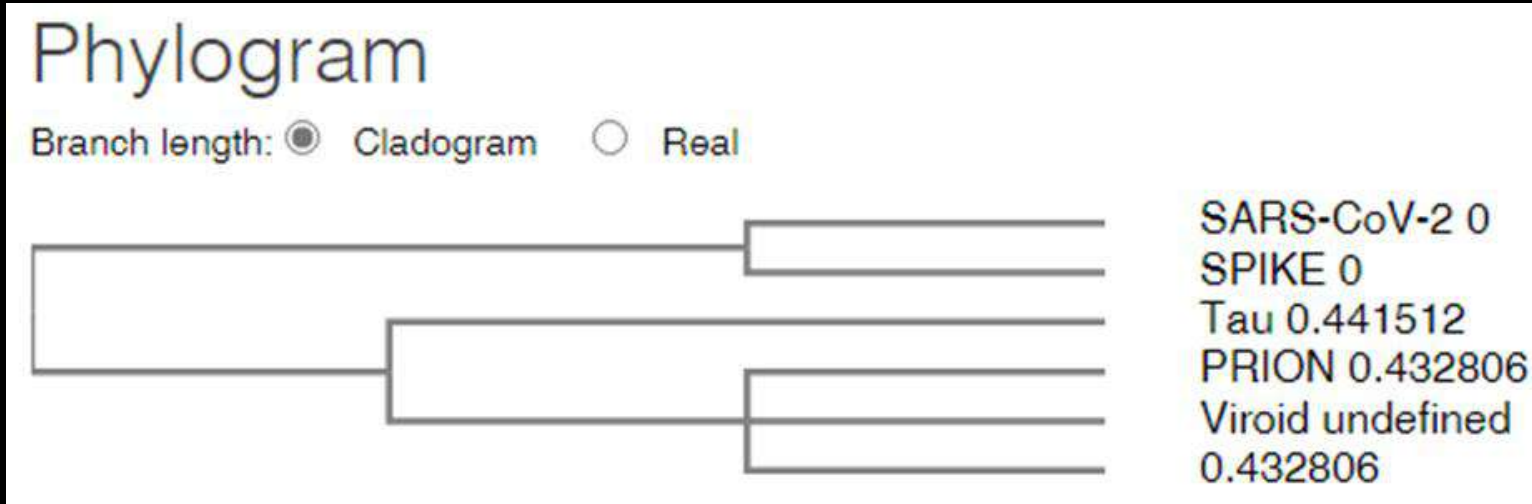 Phylogram
Branch length: Cladogram Real
SARS-CoV-2 0
SPIKE 0
Tau 0.441512
PRION 0.432806
Viroid undefined
0.432806